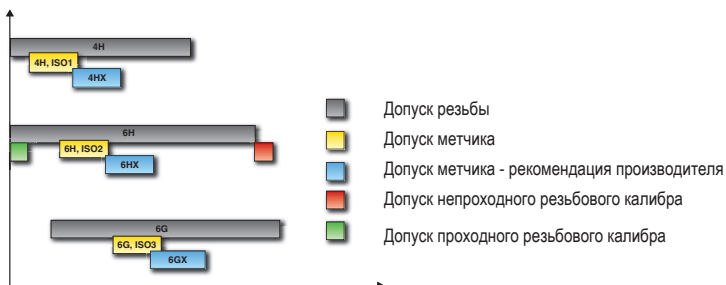 4H
4H, ISO1
4HX
6H
6H, ISO2
6HX
6G
6G, ISO3
6GX
Допуск резьбы
Допуск метчика
Допуск метчика - рекомендация производителя
Допуск непроходного резьбового калибра
Допуск проходного резьбового калибра